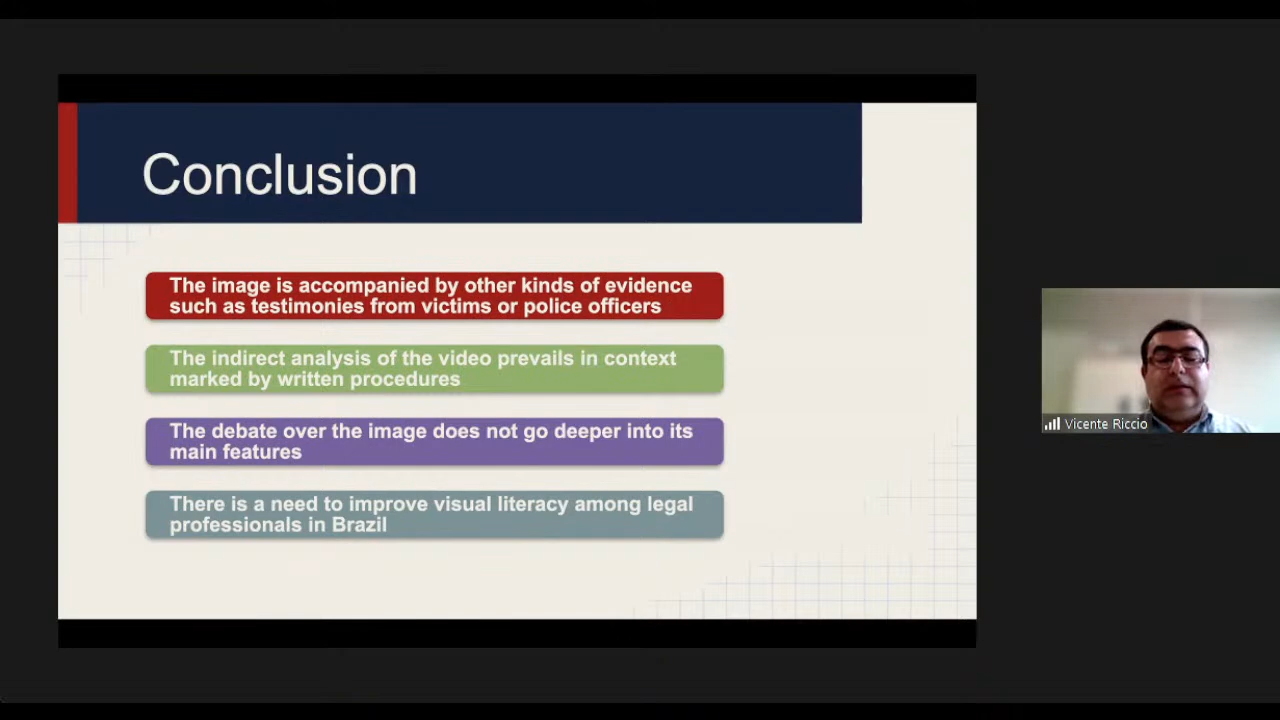 Conclusion
The image is accompanied by other kinds of evidence
such as testimonies from victims or police officers
The indirect analysis of the video prevails in context
marked by written procedures
The debate over the image does not go deeper into its
main features
There is a need to improve visual literacy among legal
professionals in Brazil
Vicente Riccio